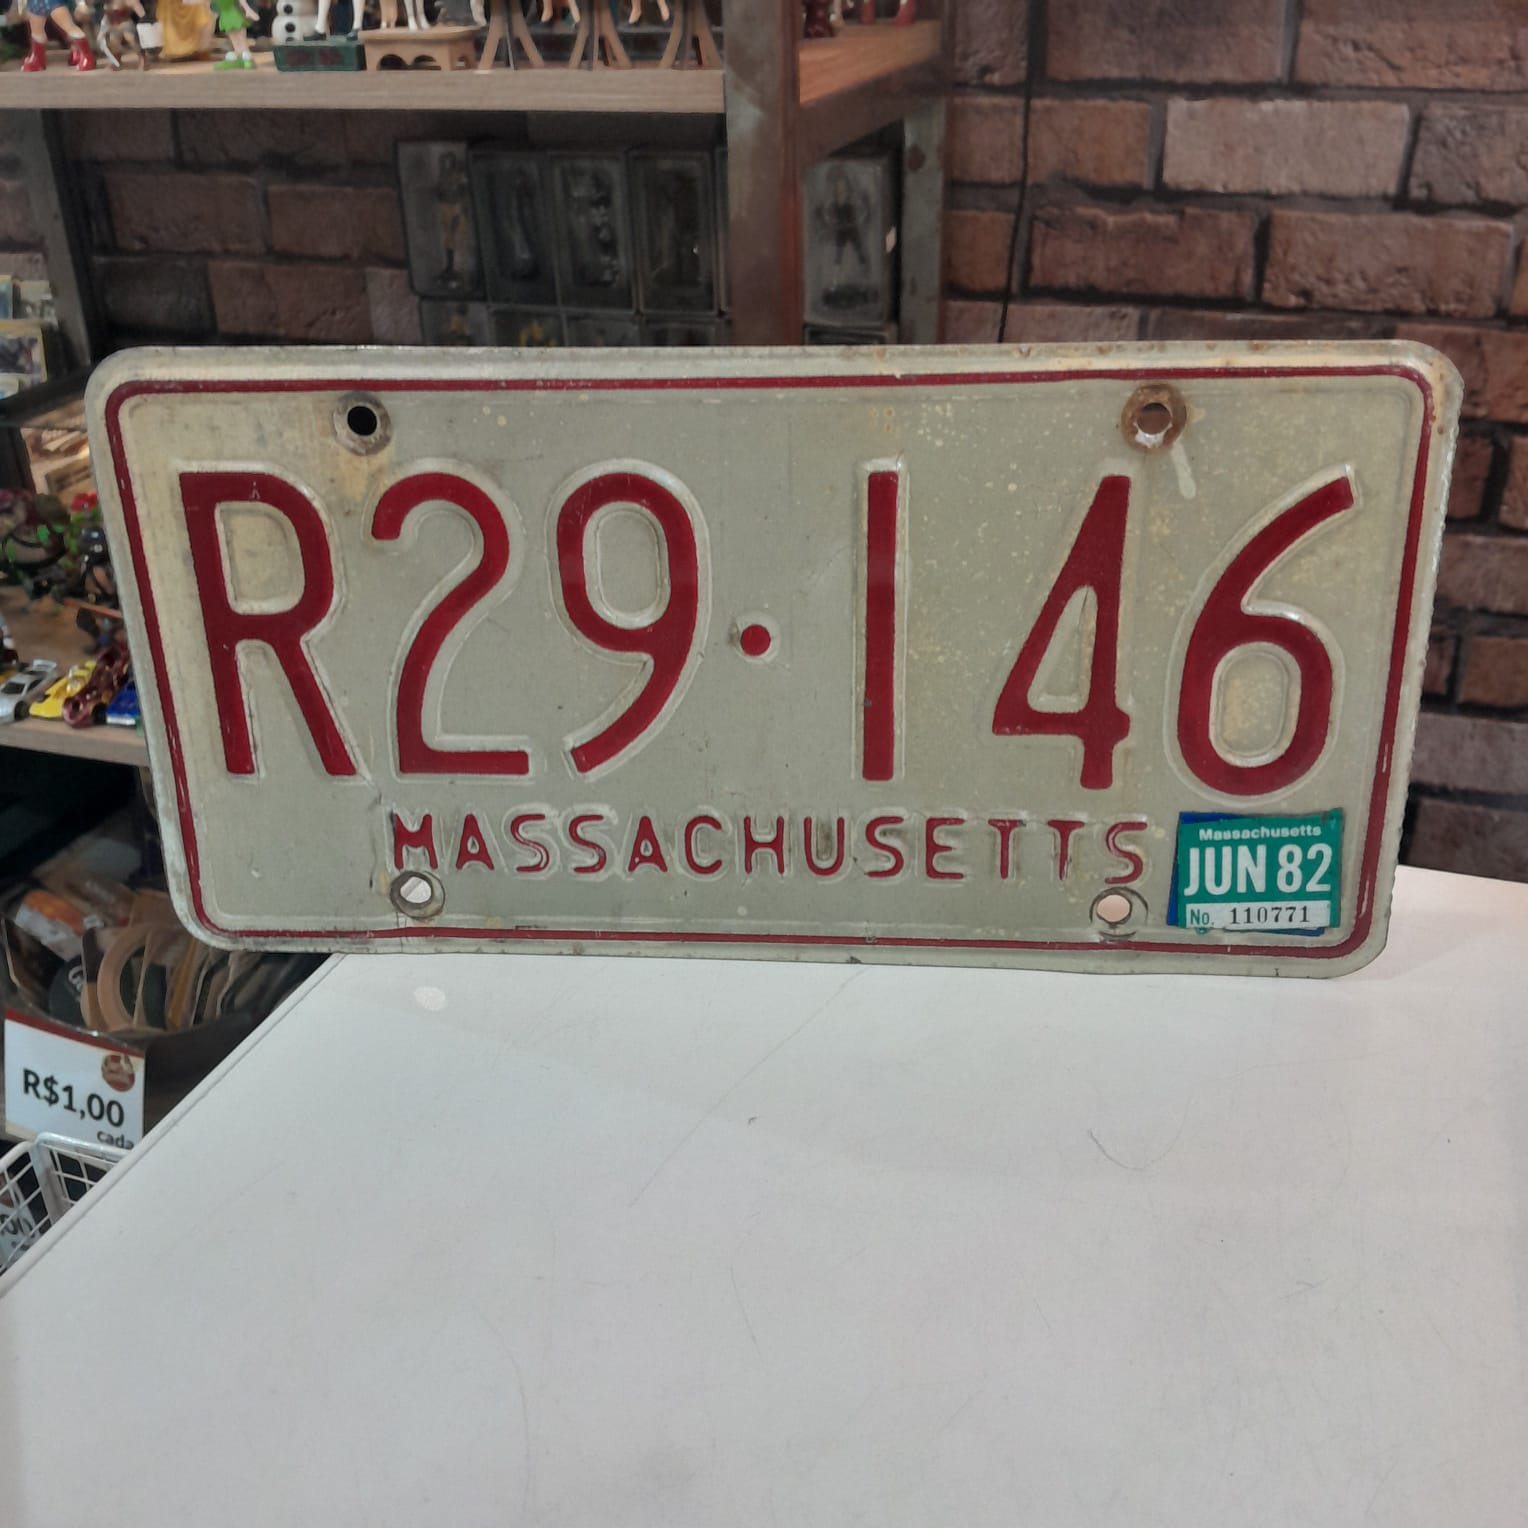 R29·146
MASSACHUSETTS
Massachusetts
JUN 82
No. 110771
R$1,00
cada